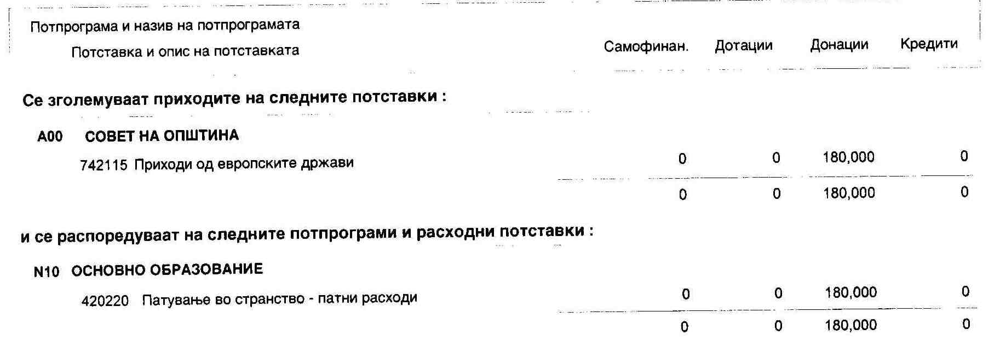 Потпрограма и назив на потпрограмата
Потставка и опис на потставката Самофинан. Дотации Донации Кредити
Се зголемуваат приходите на следните потставки :
A00 СОВЕТ НА ОПШТИНА
742115 Приходи од европските држави 0 0 180,000 0
0 0 180,000 0
и се распоредуваат на следните потпрограми и расходни потставки :
N10 ОСНОВНО ОБРАЗОВАНИЕ
420220 Патување во странство - патни расходи 0 0 180,000 0
0 0 180,000 0